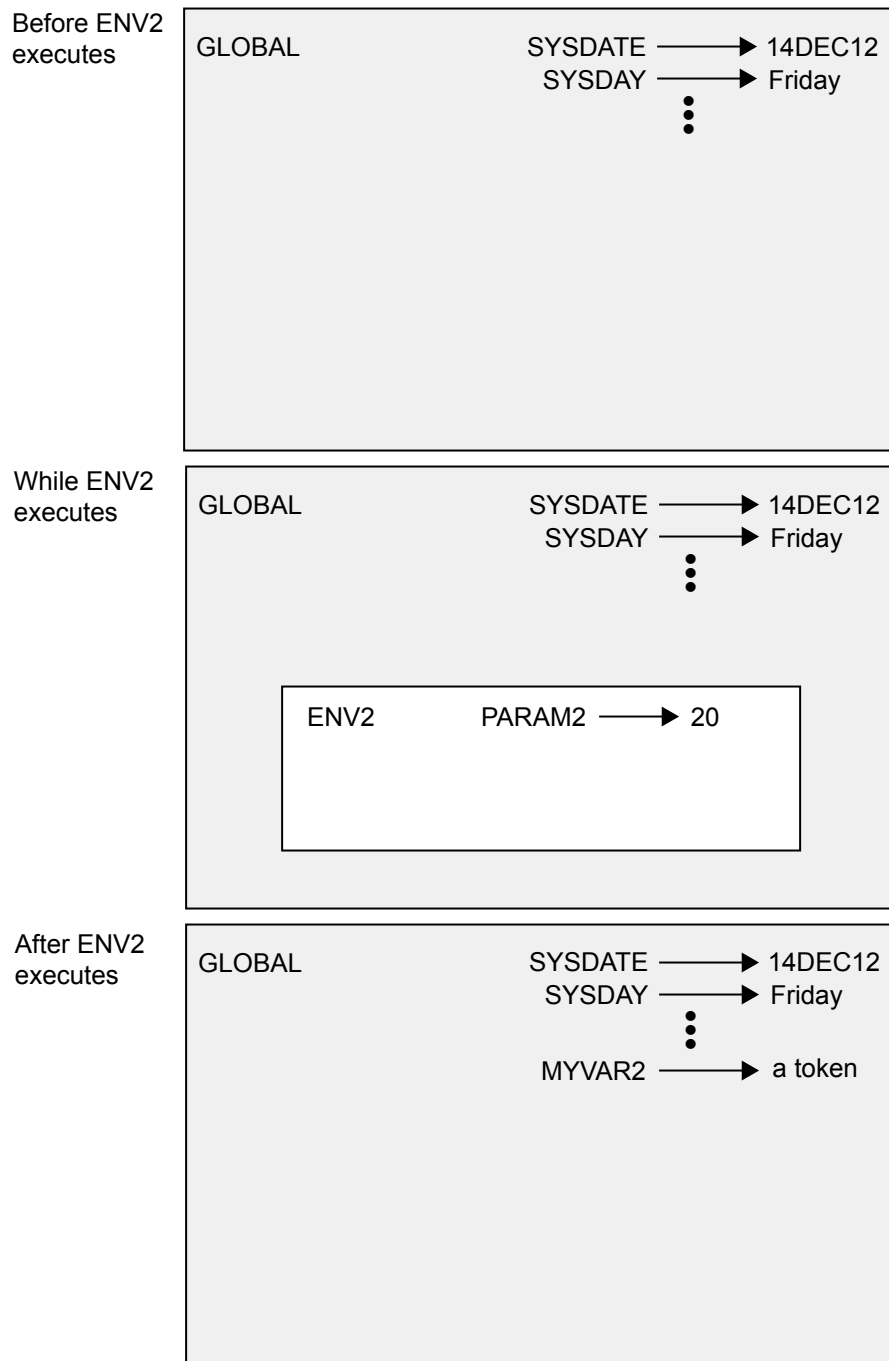 Before ENV2
executes
GLOBAL
SYSDATE
14DEC12
SYSDAY
Friday
While ENV2
executes
GLOBAL
SYSDATE
14DEC12
SYSDAY
Friday
ENV2
PARAM2
20
After ENV2
executes
GLOBAL
SYSDATE
14DEC12
SYSDAY
Friday
MYVAR2
a token